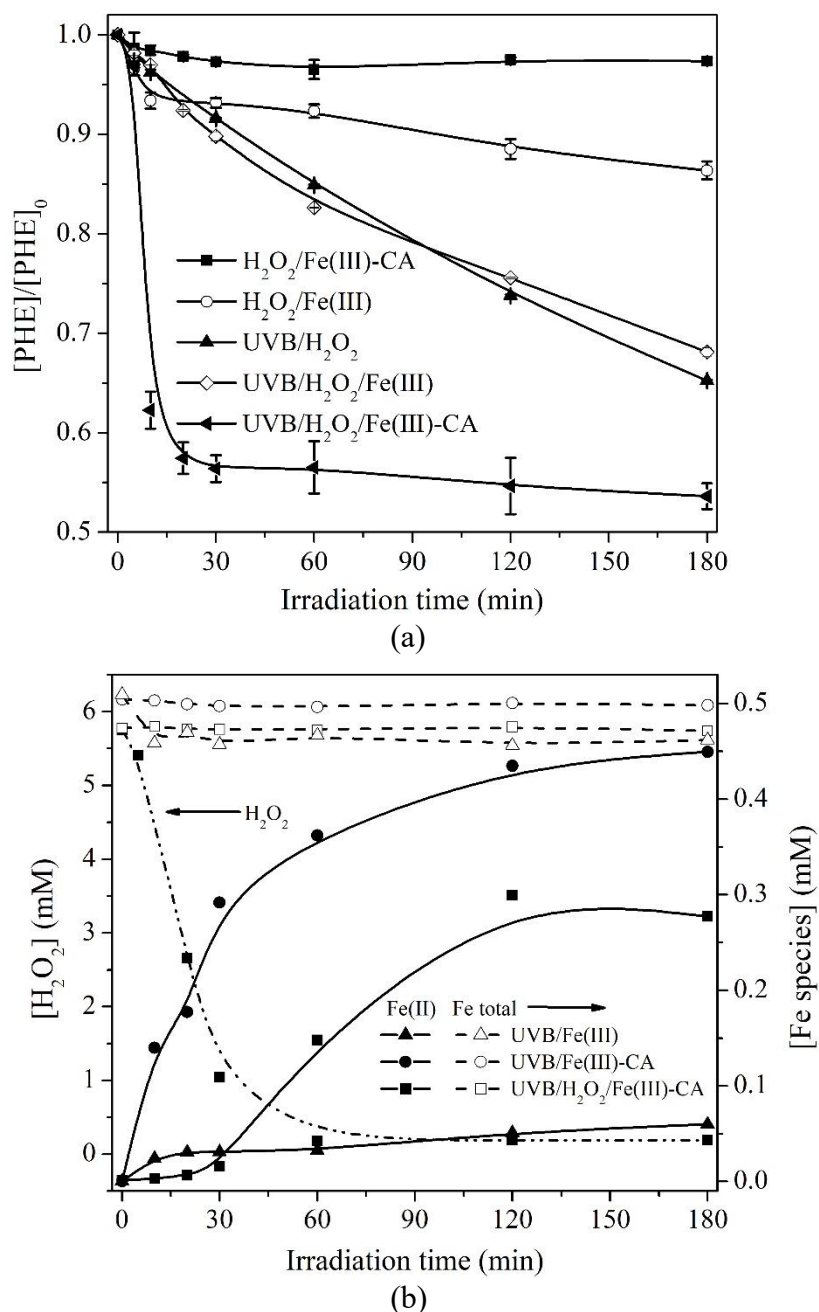 1.0
0.9
0.8
0.7
0.6
0.5
[PHE]/[PHE]₀
H₂O₂/Fe(III)-CA
H₂O₂/Fe(III)
UVB/H₂O₂
UVB/H₂O₂/Fe(III)
UVB/H₂O₂/Fe(III)-CA
0 30 60 90 120 150 180
Irradiation time (min)
(a)
6
5
4
3
2
1
0
[H₂O₂] (mM)
H₂O₂
Fe(II) Fe total
UVB/Fe(III)
UVB/Fe(III)-CA
UVB/H₂O₂/Fe(III)-CA
0.5
0.4
0.3
0.2
0.1
0.0
[Fe species] (mM)
0 30 60 90 120 150 180
Irradiation time (min)
(b)